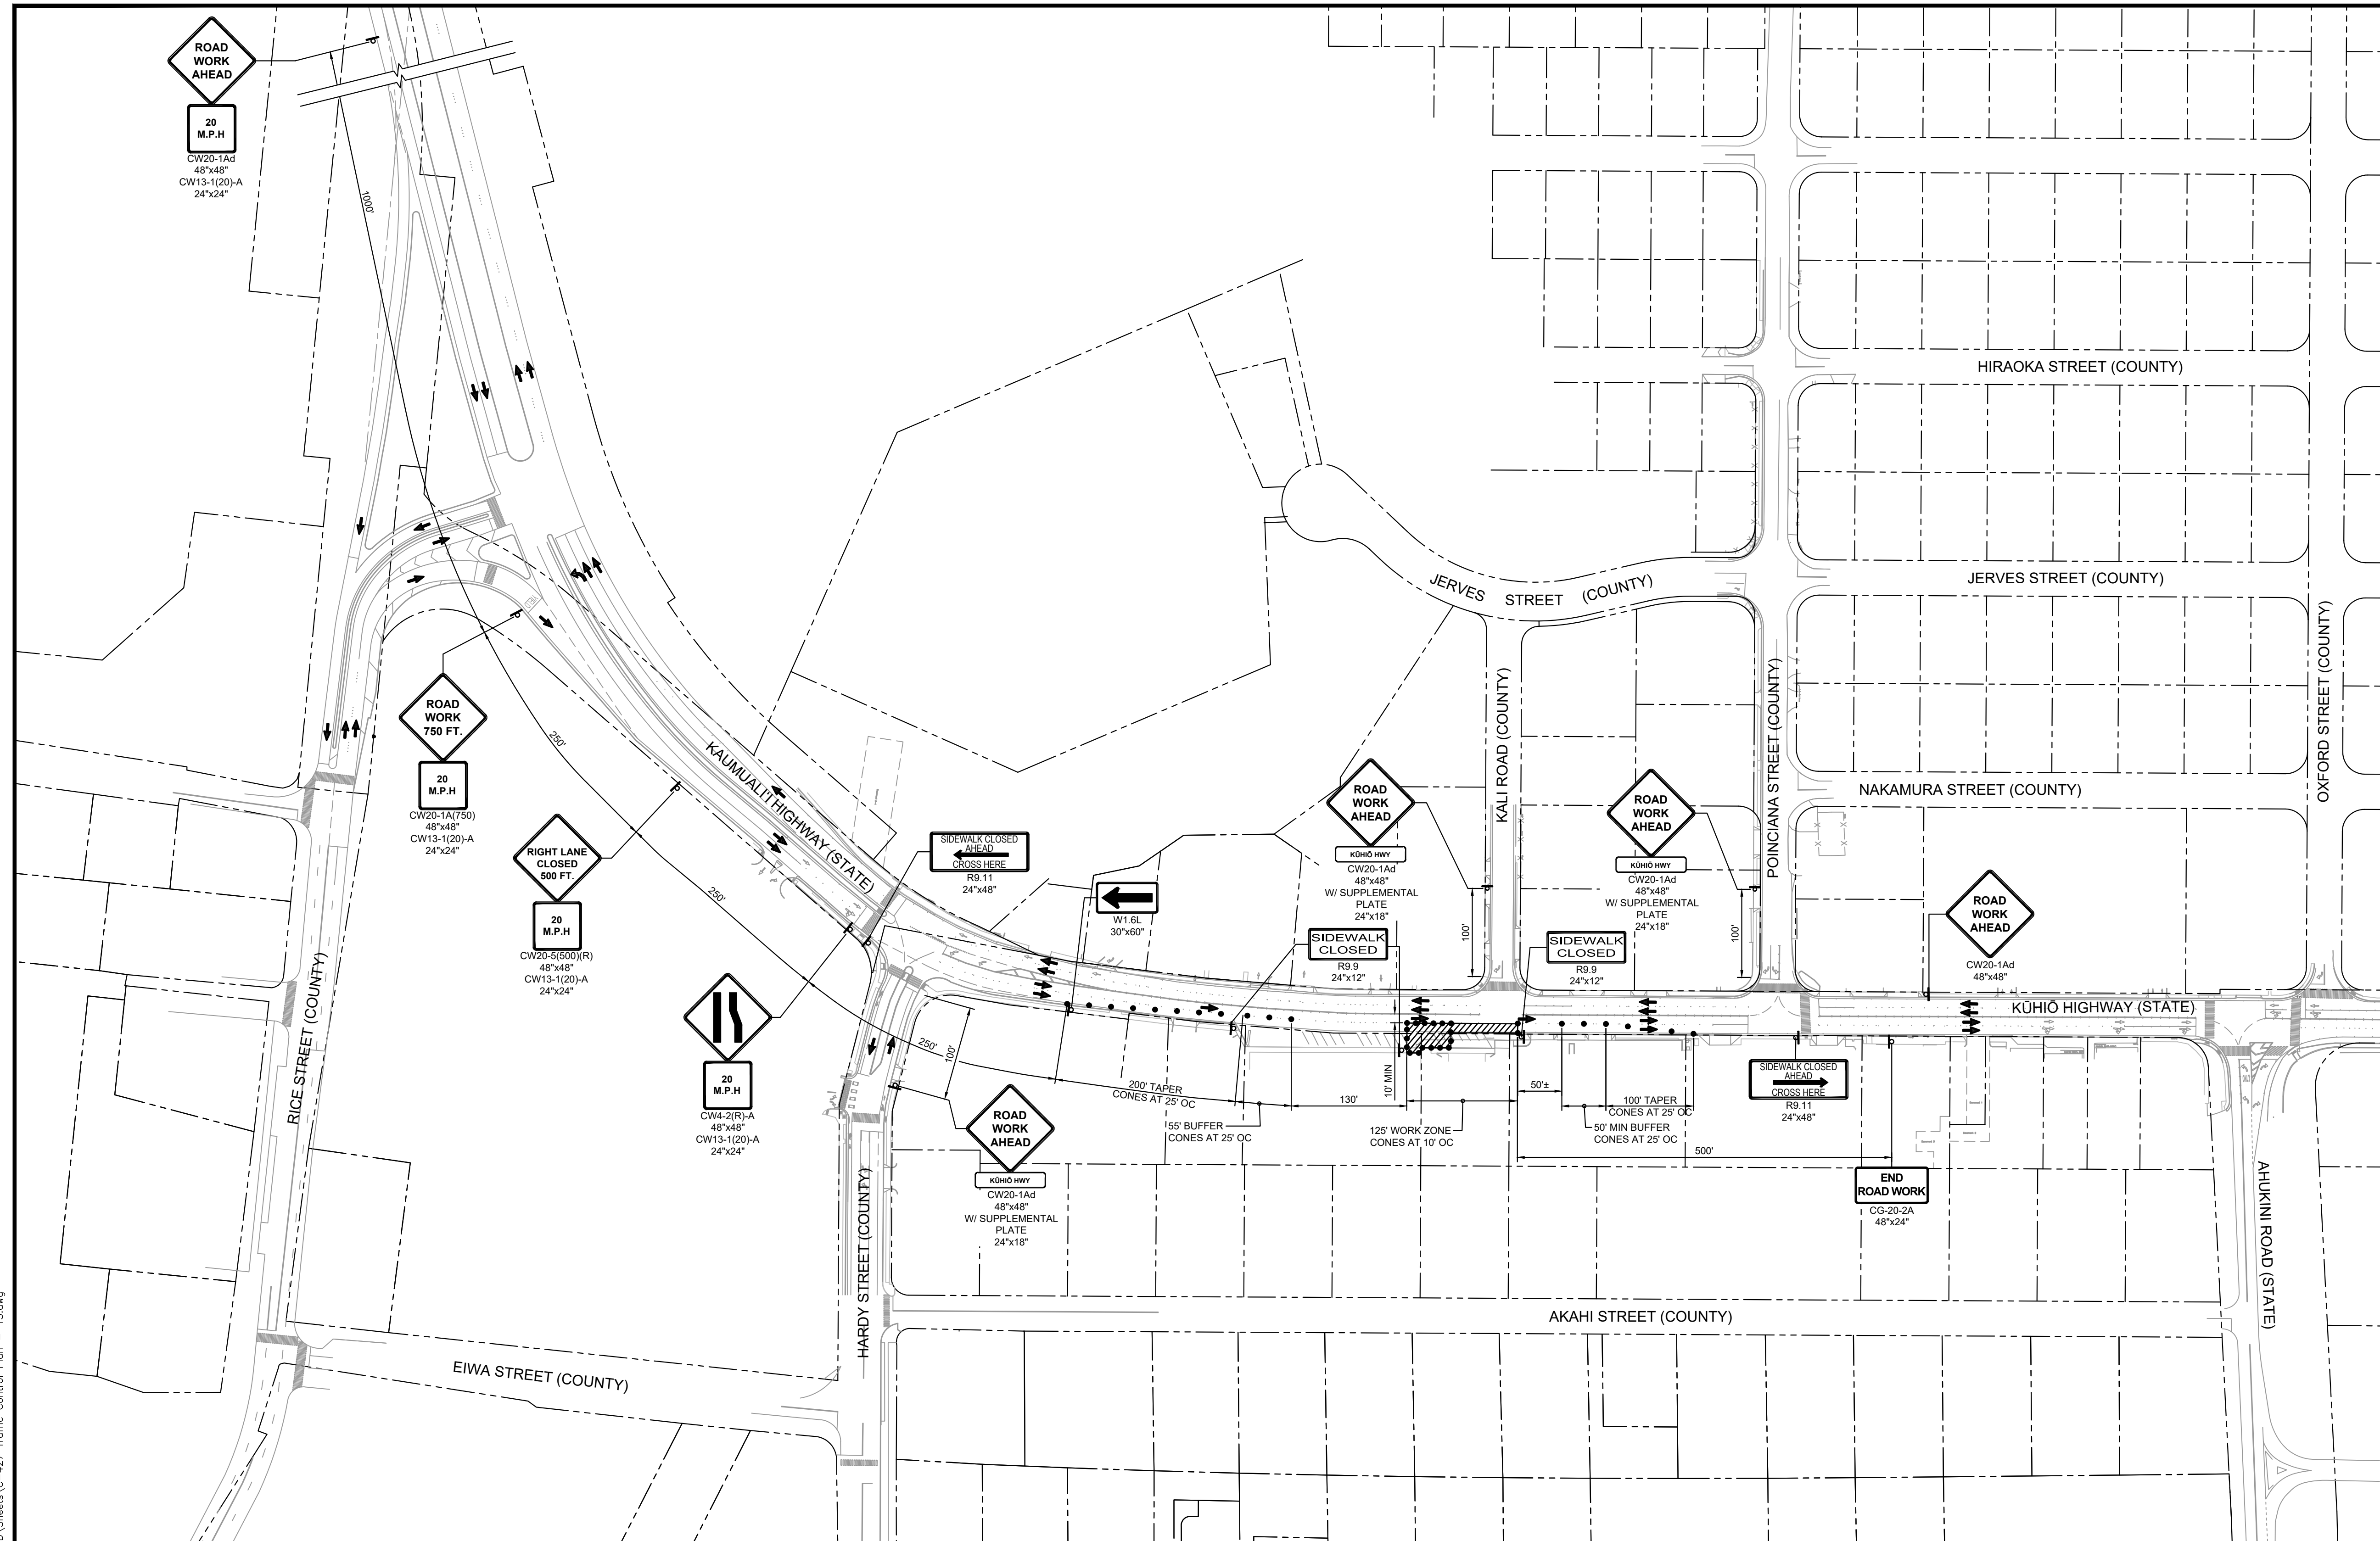 ROAD
WORK
AHEAD
20
M.P.H
CW20-1Ad
48"x48"
CW13-1(20)-A
24"x24"
1000'
HIRAOKA STREET (COUNTY)
JERVES STREET (COUNTY)
JERVES STREET (COUNTY)
OXFORD STREET (COUNTY)
KALI ROAD (COUNTY)
POINCIANA STREET (COUNTY)
NAKAMURA STREET (COUNTY)
ROAD
WORK
750 FT.
20
M.P.H
CW20-1A(750)
48"x48"
CW13-1(20)-A
24"x24"
250'
KAUMUALI'I HIGHWAY (STATE)
RIGHT LANE
CLOSED
500 FT.
20
M.P.H
CW20-5(500)(R)
48"x48"
CW13-1(20)-A
24"x24"
250'
SIDEWALK CLOSED
AHEAD
CROSS HERE
R9.11
24"x48"
W1.6L
30"x60"
ROAD
WORK
AHEAD
KŪHIŌ HWY
CW20-1Ad
48"x48"
W/ SUPPLEMENTAL
PLATE
24"x18"
100'
ROAD
WORK
AHEAD
KŪHIŌ HWY
CW20-1Ad
48"x48"
W/ SUPPLEMENTAL
PLATE
24"x18"
100'
SIDEWALK
CLOSED
R9.9
24"x12"
SIDEWALK
CLOSED
R9.9
24"x12"
ROAD
WORK
AHEAD
CW20-1Ad
48"x48"
KŪHIŌ HIGHWAY (STATE)
RICE STREET (COUNTY)
20
M.P.H
CW4-2(R)-A
48"x48"
CW13-1(20)-A
24"x24"
250'
100'
200' TAPER
CONES AT 25' OC
55' BUFFER
CONES AT 25' OC
130'
10' MIN
125' WORK ZONE
CONES AT 10' OC
50'±
100' TAPER
CONES AT 25' OC
50' MIN BUFFER
CONES AT 25' OC
500'
SIDEWALK CLOSED
AHEAD
CROSS HERE
R9.11
24"x48"
ROAD
WORK
AHEAD
KŪHIŌ HWY
CW20-1Ad
48"x48"
W/ SUPPLEMENTAL
PLATE
24"x18"
END
ROAD WORK
CG-20-2A
48"x24"
HARDY STREET (COUNTY)
AHUKINI ROAD (STATE)
AKAHI STREET (COUNTY)
EIWA STREET (COUNTY)